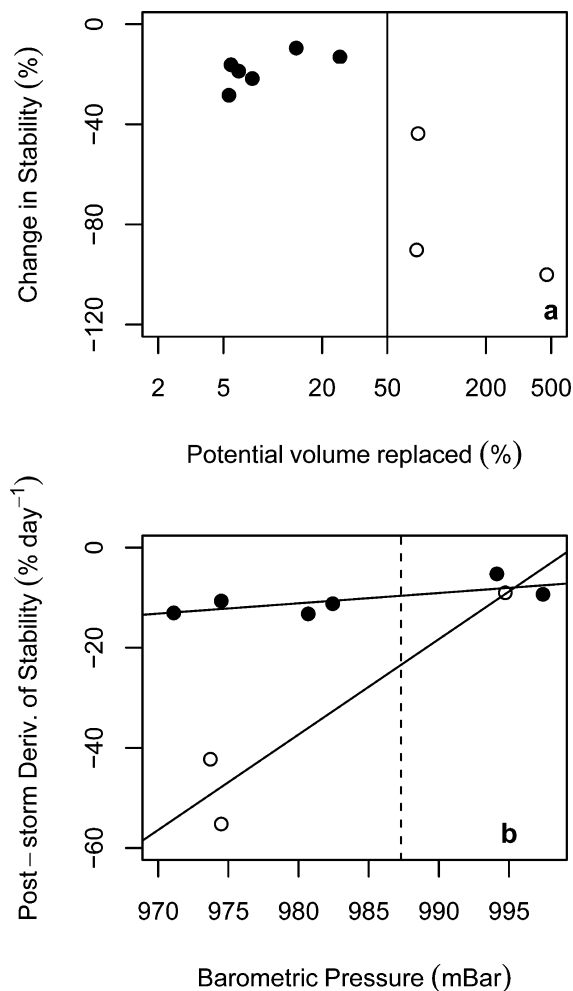 0
−40
−80
−120
Change in Stability (%)
a
2 5 20 50 200 500
Potential volume replaced (%)
0
−20
−40
−60
Post−storm Deriv. of Stability (% day−1)
b
970 975 980 985 990 995
Barometric Pressure (mBar)